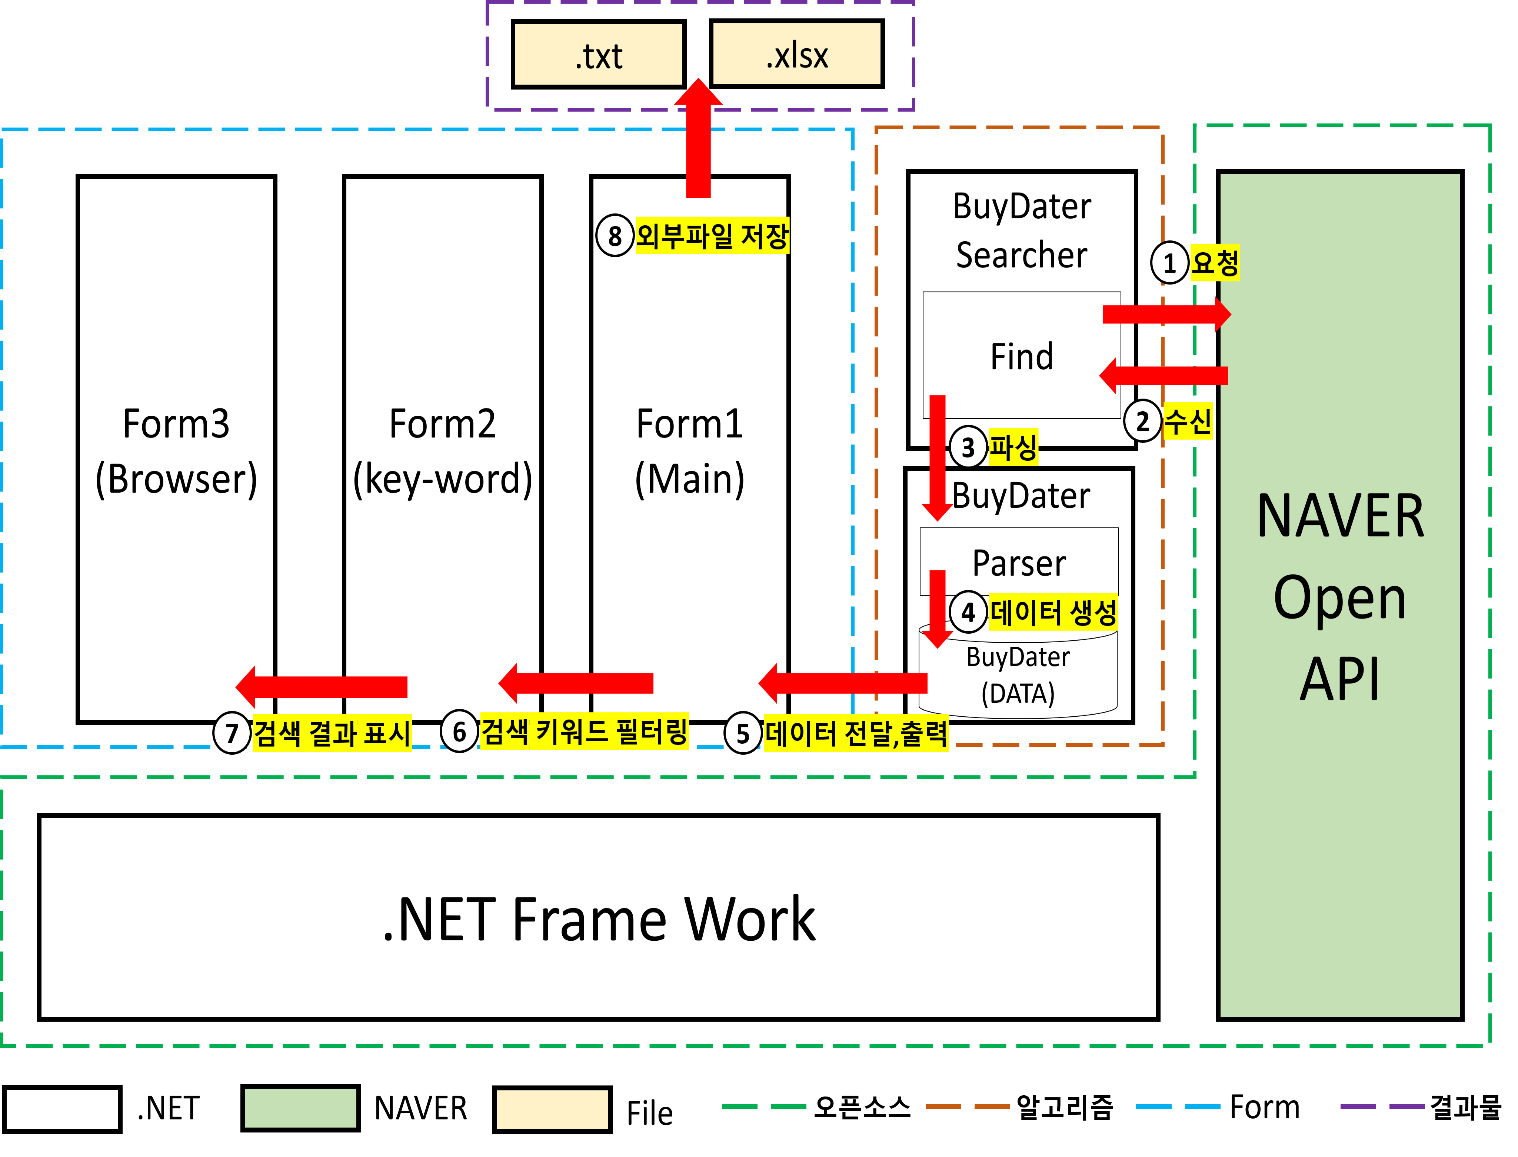 .txt
.xlsx
BuyDater
Searcher
Find
① 요청
② 수신
③ 파싱
BuyDater
Parser
④ 데이터 생성
BuyDater
(DATA)
⑧ 외부파일 저장
Form3
(Browser)
Form2
(key-word)
Form1
(Main)
⑦ 검색 결과 표시
⑥ 검색 키워드 필터링
⑤ 데이터 전달,출력
NAVER
Open
API
.NET Frame Work
.NET
NAVER
File
오픈소스
알고리즘
Form
결과물